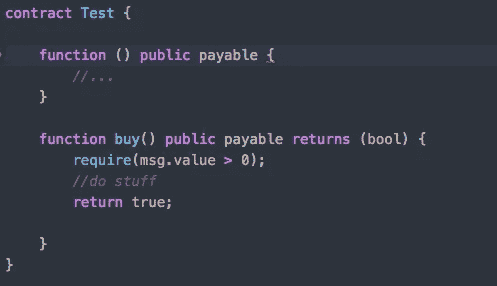 contract Test {
function () public payable {
//...
}
function buy() public payable returns (bool) {
require(msg.value > 0);
//do stuff
return true;
}
}